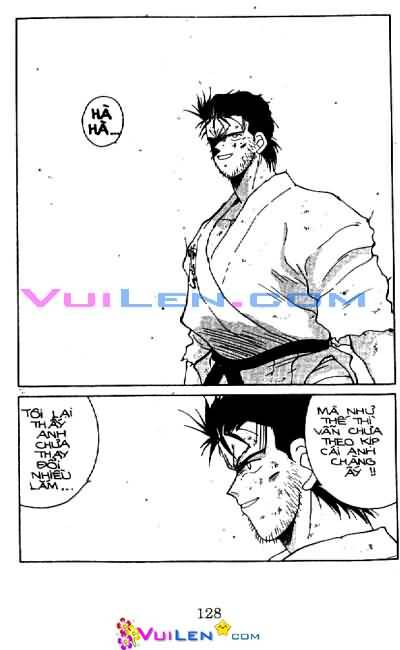 HÀ
HÃ...
VUILEN.COM
MÀ NHƯ
THẾ THÌ
VẪN CHƯA
THEO KỊP
CÁI ANH
CHÀNG
ẤY !!
TÔI LẠI
THẤY
ANH
CHƯA
THAY
ĐỔI
NHIỀU
LẮM...
128
VUILEN.COM